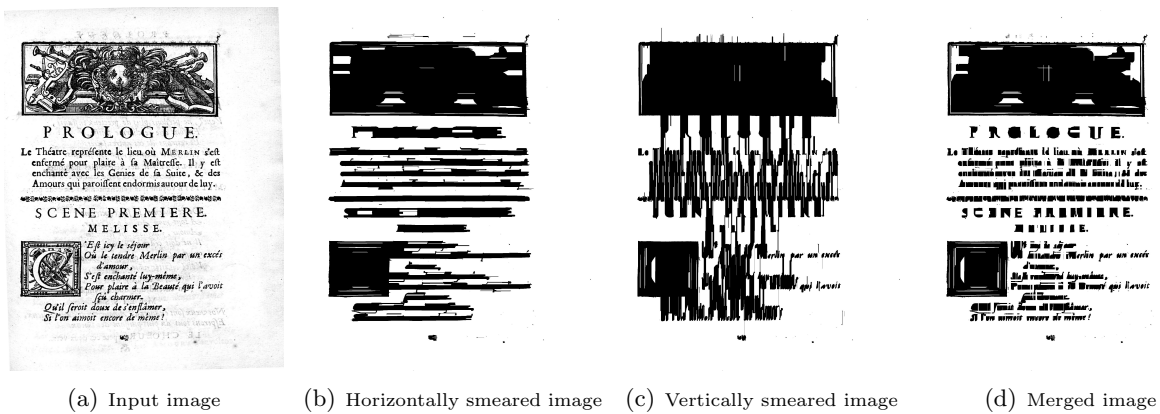 PROLOGUE.
Le Théatre represente le lieu où MERLIN s'est
enfermé pour plaire à sa Maîtresse. Il y est
enchanté avec les Genies de sa Suite, & des
Amours qui paroissent endormis autour de luy.
SCENE PREMIERE.
MELISSE.
C'Est icy le séjour
Où le tendre Merlin par un excés
d'amour,
S'est enchanté luy-même,
Pour plaire à la Beauté qui l'avoit
sçû charmer.
Qu'il seroit doux de s'enflâmer,
Si l'on aimoit encore de même!
(a) Input image
(b) Horizontally smeared image
(c) Vertically smeared image
(d) Merged image